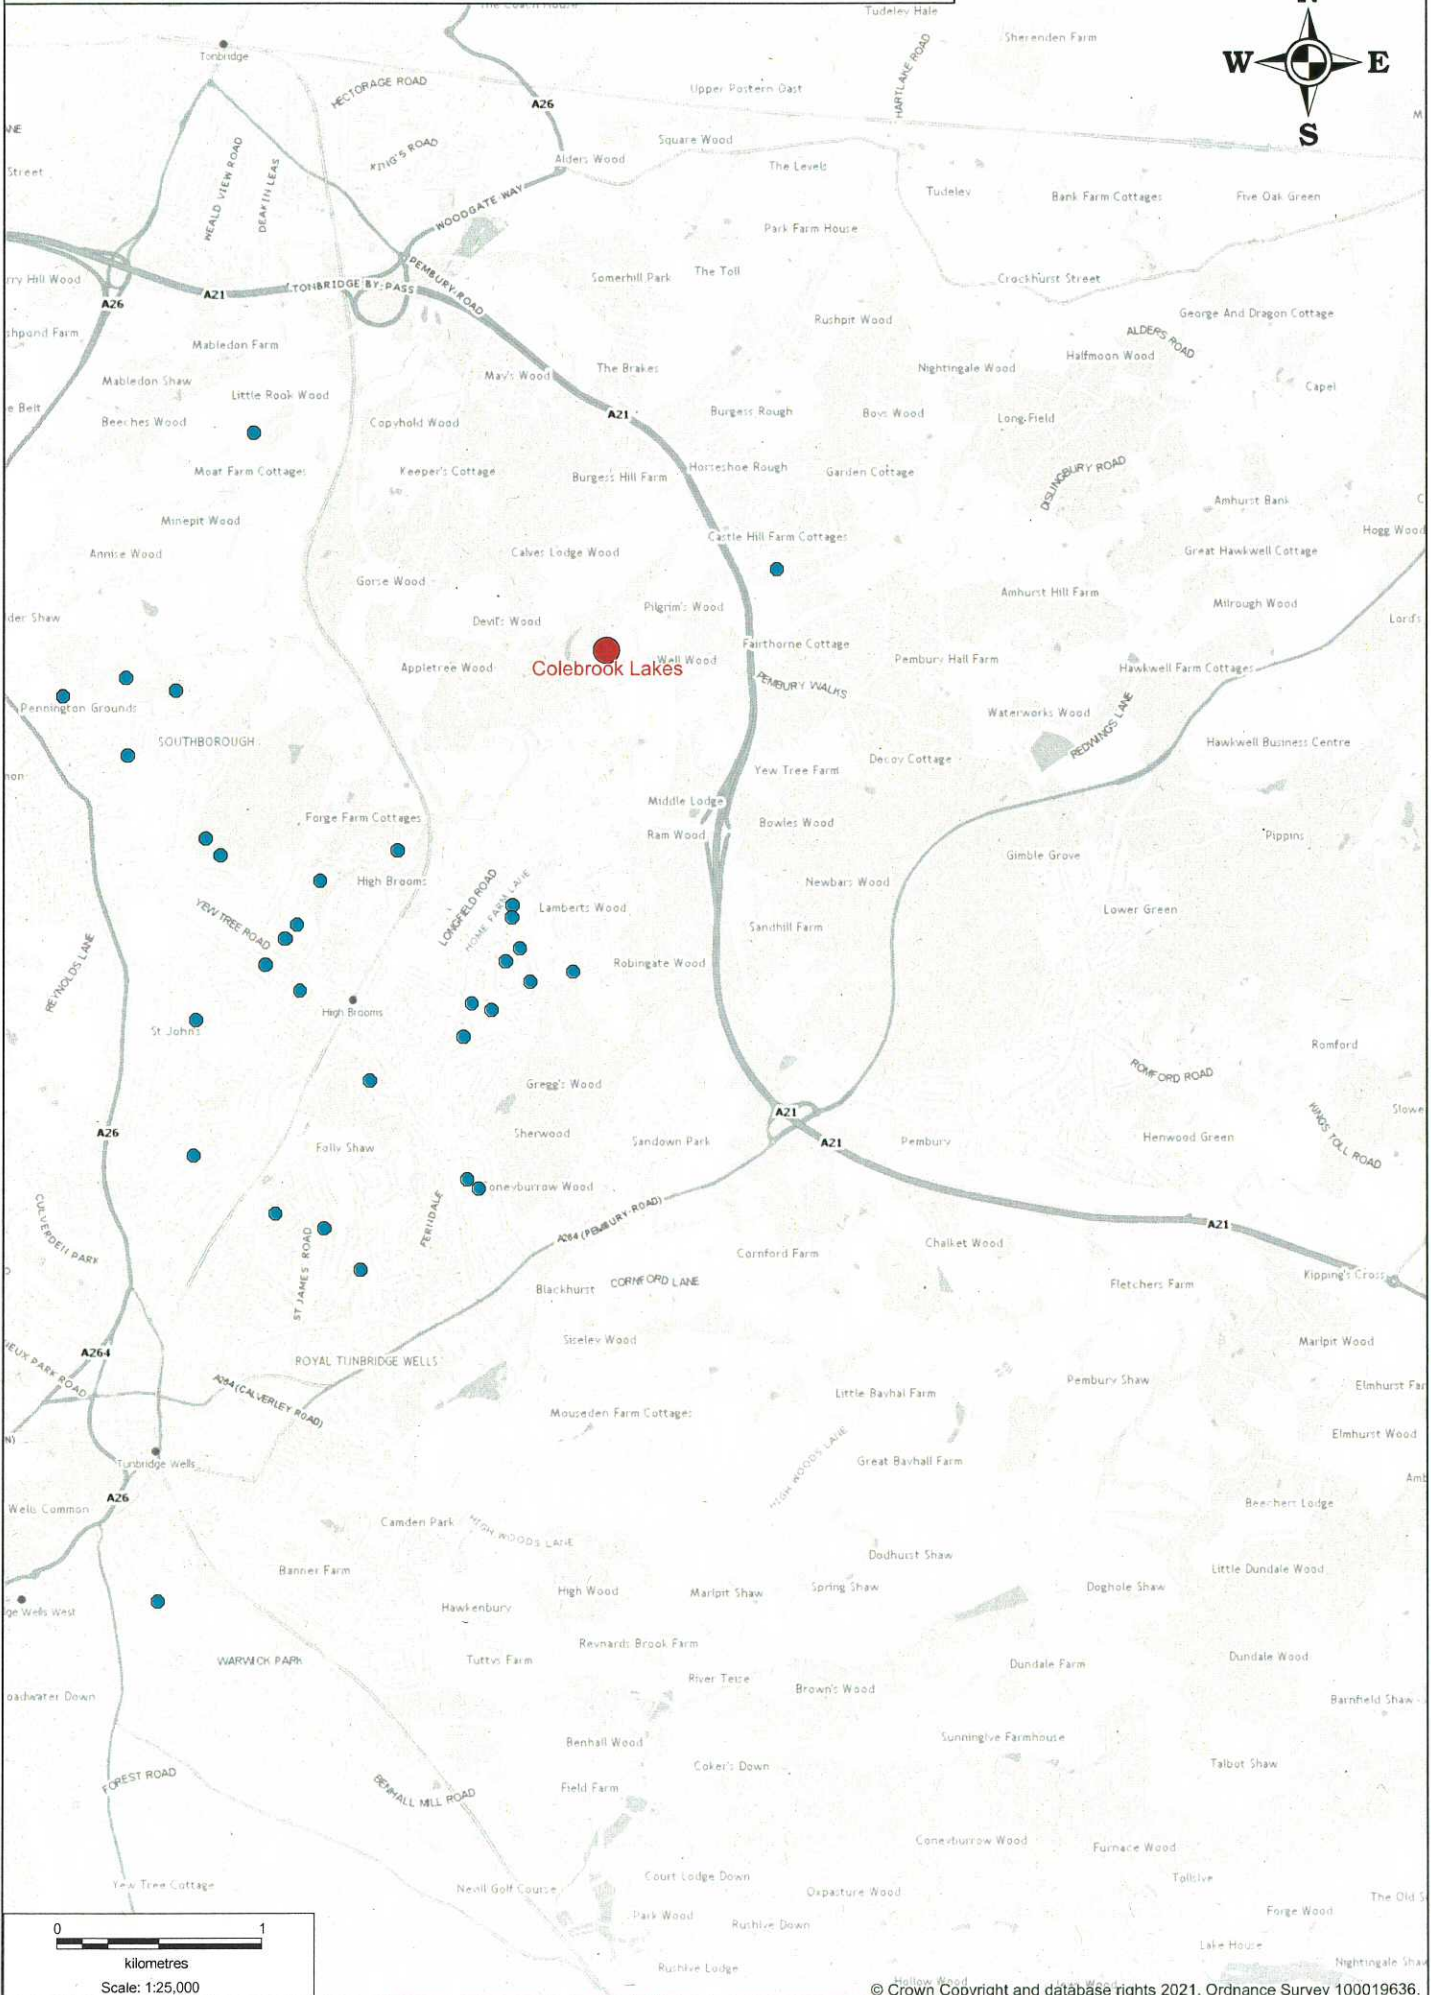 Tudeley Hale
Sherenden Farm
W E
S
Tonbridge
HECTORAGE ROAD
HARTLAKE ROAD
Upper Postern Oast
A26
KING'S ROAD
Square Wood
Alders Wood
The Levels
Street
WEALD VIEW ROAD
DEAKIN LEAS
WOODGATE WAY
Tudeley
Bank Farm Cottages
Five Oak Green
Park Farm House
PEMBURY ROAD
Somerhill Park
The Toll
Crockhurst Street
A26
A21
TONBRIDGE BY-PASS
Rushpit Wood
George And Dragon Cottage
ALDERS ROAD
Mabledon Farm
Halfmoon Wood
Mabledon Shaw
Little Rook Wood
May's Wood
The Brakes
Nightingale Wood
Capel
Beeches Wood
Copyhold Wood
A21
Burgess Rough
Boys Wood
Long-Field
Moat Farm Cottages
Keeper's Cottage
Burgess Hill Farm
Horseshoe Rough
Garden Cottage
DISLINGBURY ROAD
Amhurst Bank
Minepit Wood
Annise Wood
Calves Lodge Wood
Castle Hill Farm Cottages
Hogg Wood
Great Hawkwell Cottage
Gorse Wood
Amhurst Hill Farm
Milrough Wood
Pilgrim's Wood
Devil's Wood
Lord's
Fairthorne Cottage
Appletree Wood
Colebrook Lakes
Well Wood
Pembury Hall Farm
Hawkwell Farm Cottages
PEMBURY WALKS
Pennington Grounds
Waterworks Wood
REDWINGS LANE
SOUTHBOROUGH
Hawkwell Business Centre
Yew Tree Farm
Decoy Cottage
Middle Lodge
Forge Farm Cottages
Ram Wood
Bowles Wood
Pippins
Gimble Grove
High Brooms
Newbars Wood
YEW TREE ROAD
LONGFIELD ROAD
HOME FARM LANE
Lamberts Wood
Lower Green
Sandhill Farm
REYNOLDS LANE
Robingate Wood
High Brooms
St John's
Romford
ROMFORD ROAD
Gregg's Wood
KINGS TOLL ROAD
A21
A26
Sherwood
Sandown Park
A21
Pembury
Henwood Green
Folly Shaw
CULVERDEN PARK
FERNDALE
A264 (PEMBURY-ROAD)
A21
Cornford Farm
Chalket Wood
ST JAMES ROAD
Blackhurst
CORNFORD LANE
Fletchers Farm
Kipping's Cross
Siseley Wood
Marlpit Wood
A264
ROYAL TUNBRIDGE WELLS
A264 (CALVERLEY ROAD)
Little Bayhal Farm
Pembury Shaw
Mouseden Farm Cottages
Elmhurst Wood
HIGH WOODS LANE
Great Bayhall Farm
Tunbridge Wells
A26
Wells Common
Beechers Lodge
Camden Park
HIGH WOODS LANE
Dodhurst Shaw
Banner Farm
Little Dundale Wood
High Wood
Marlpit Shaw
Spring Shaw
Doghole Shaw
Hawkenbury
Reynards Brook Farm
WARWICK PARK
Tuttys Farm
Dundale Farm
Dundale Wood
River Teise
Brown's Wood
oadwater Down
Barnfield Shaw
Benhall Wood
Sunninglye Farmhouse
Coker's Down
Talbot Shaw
FOREST ROAD
BENHALL MILL ROAD
Field Farm
Coneyburrow Wood
Furnace Wood
Yew Tree Cottage
Nevill Golf Course
Court Lodge Down
Oxpasture Wood
Tollslye
Park Wood
Rushlye Down
Forge Wood
0 1
Lake House
kilometres
Rushlye Lodge
Scale: 1:25,000
Hollow Wood
© Crown Copyright and database rights 2021. Ordnance Survey 100019636.